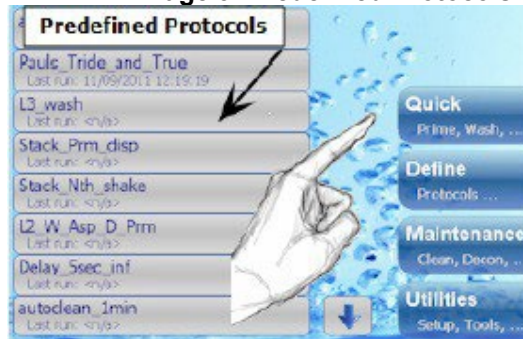 Predefined Protocols
Pauls_Tride_and_True
Last run: 11/09/2011 12:19:19
L3_wash
Last run: <n/a>
Stack_Prm_disp
Last run: <n/a>
Stack_Nth_shake
Last run: <n/a>
L2_W_Asp_D_Prm
Last run: <n/a>
Delay_5sec_inf
Last run: <n/a>
autoclean_1min
Last run: <n/a>
Quick
Prime, Wash, ...
Define
Protocols ...
Maintenance
Clean, Decon, ...
Utilities
Setup, Tools, ...